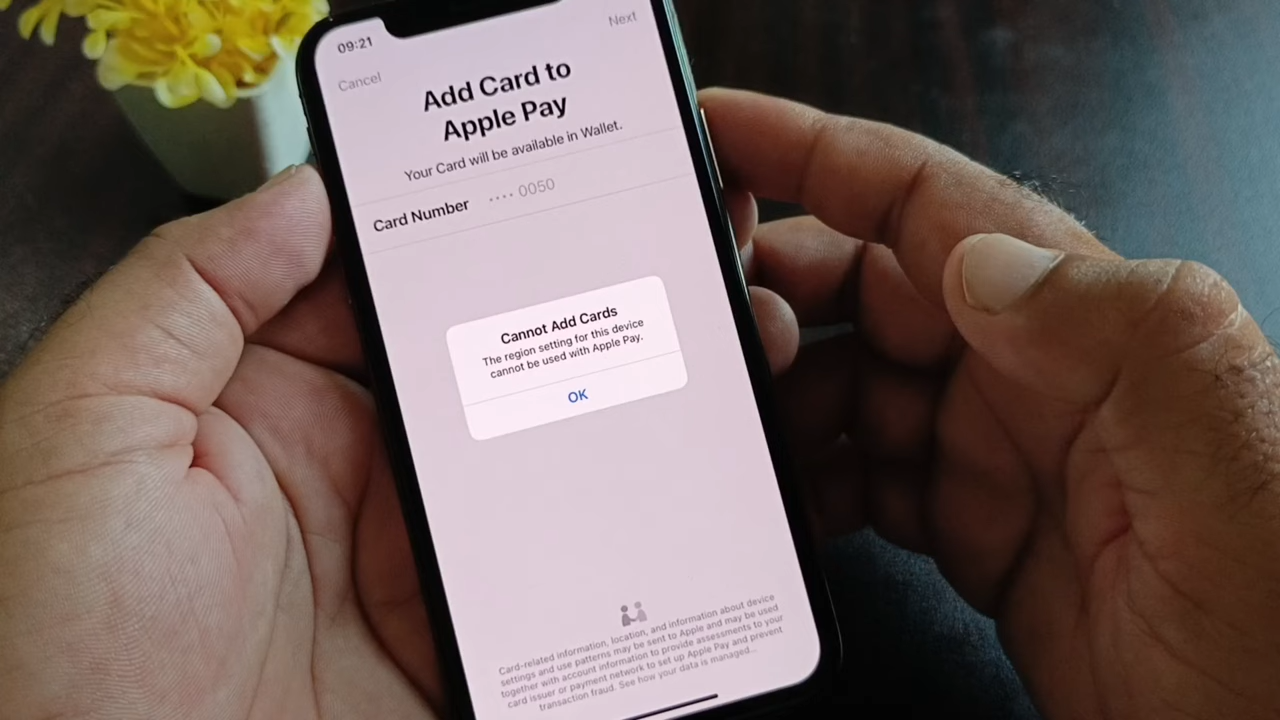 09:21
Next
Cancel
Add Card to
Apple Pay
Your Card will be available in Wallet.
Card Number •••• 0050
Cannot Add Cards
The region setting for this device
cannot be used with Apple Pay.
OK
Card-related information, location, and information about device
settings and use patterns may be sent to Apple and may be used
together with account information to provide assessments to your
card issuer or payment network to set up Apple Pay and prevent
transaction fraud. See how your data is managed...